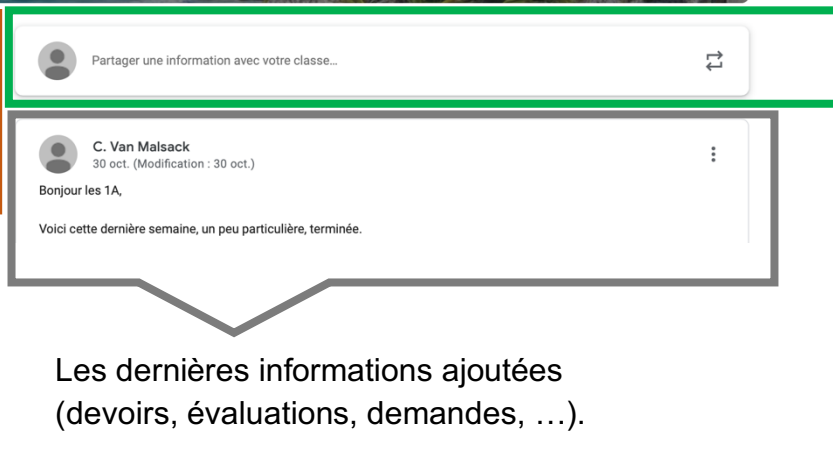 Partager une information avec votre classe…
C. Van Malsack
30 oct. (Modification : 30 oct.)
Bonjour les 1A,
Voici cette dernière semaine, un peu particulière, terminée.
Les dernières informations ajoutées
(devoirs, évaluations, demandes, …).